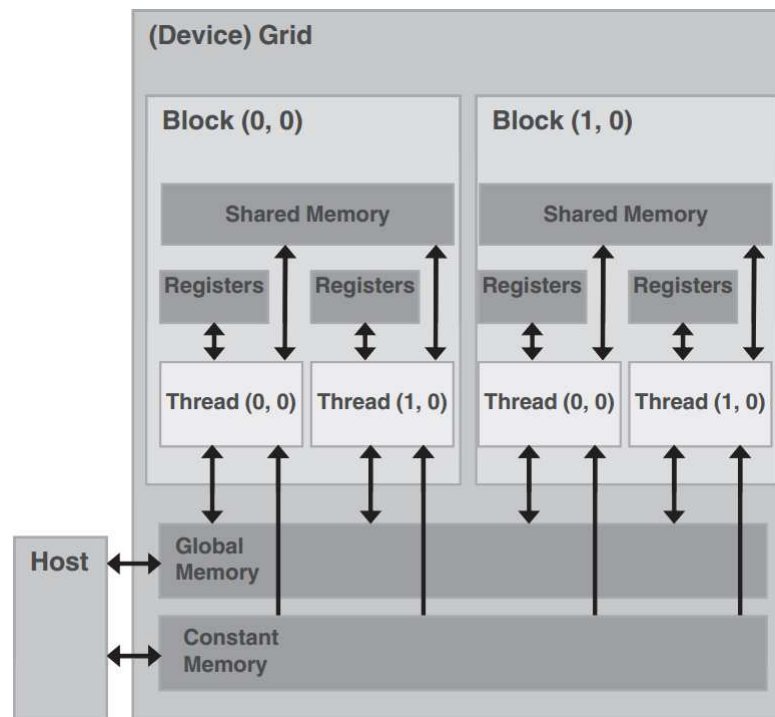 (Device) Grid
Block (0, 0)
Block (1, 0)
Shared Memory
Shared Memory
Registers
Registers
Registers
Registers
Thread (0, 0)
Thread (1, 0)
Thread (0, 0)
Thread (1, 0)
Host
Global
Memory
Constant
Memory